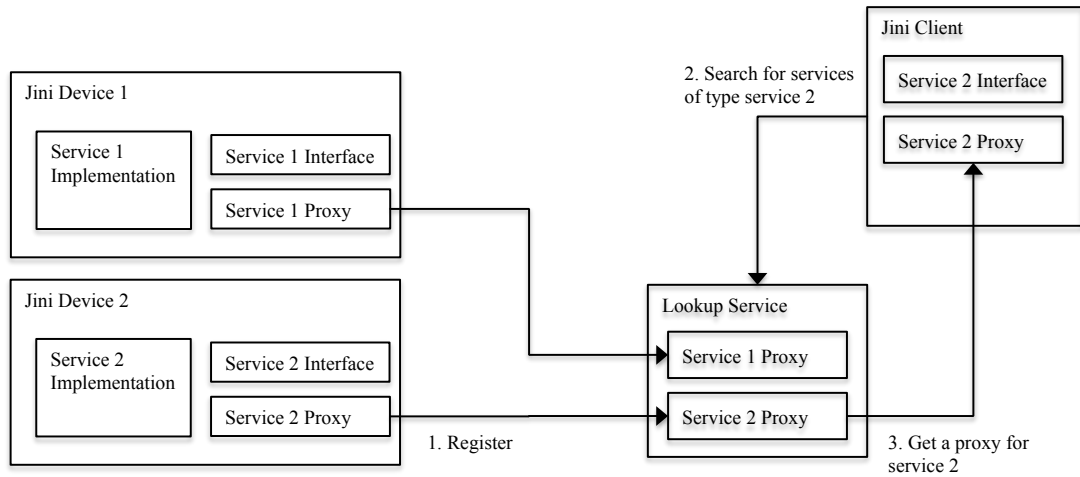 Jini Device 1
Service 1
Implementation
Service 1 Interface
Service 1 Proxy
Jini Device 2
Service 2
Implementation
Service 2 Interface
Service 2 Proxy
1. Register
Lookup Service
Service 1 Proxy
Service 2 Proxy
2. Search for services
of type service 2
Jini Client
Service 2 Interface
Service 2 Proxy
3. Get a proxy for
service 2